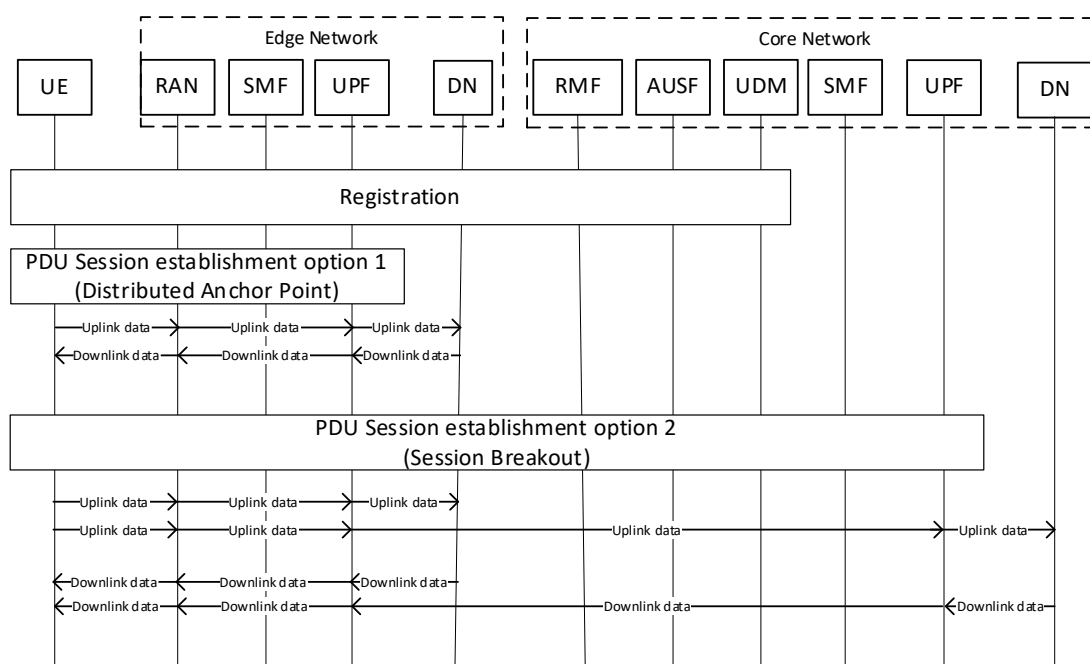 Edge Network
Core Network
UE
RAN
SMF
UPF
DN
RMF
AUSF
UDM
SMF
UPF
DN
Registration
PDU Session establishment option 1
(Distributed Anchor Point)
Uplink data
Uplink data
Uplink data
Downlink data
Downlink data
Downlink data
PDU Session establishment option 2
(Session Breakout)
Uplink data
Uplink data
Uplink data
Uplink data
Uplink data
Uplink data
Uplink data
Downlink data
Downlink data
Downlink data
Downlink data
Downlink data
Downlink data
Downlink data